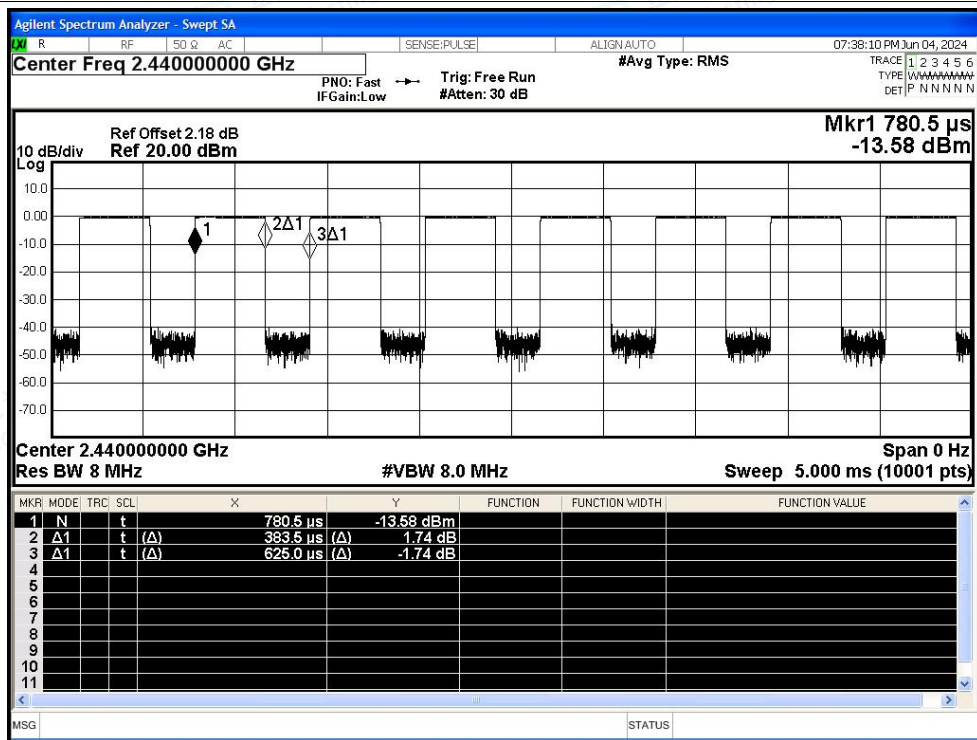 Agilent Spectrum Analyzer - Swept SA
LXI R RF 50 Ω AC SENSE:PULSE ALIGN AUTO 07:38:10 PM Jun 04, 2024
Center Freq 2.440000000 GHz #Avg Type: RMS TRACE 1 2 3 4 5 6
PNO: Fast Trig: Free Run TYPE WWWWWW
IFGain:Low #Atten: 30 dB DET P N N N N N
Mkr1 780.5 µs
Ref Offset 2.18 dB
10 dB/div Ref 20.00 dBm -13.58 dBm
Log
10.0
0.00
1 2Δ1 3Δ1
-10.0
-20.0
-30.0
-40.0
-50.0
-60.0
-70.0
Center 2.440000000 GHz Span 0 Hz
Res BW 8 MHz #VBW 8.0 MHz Sweep 5.000 ms (10001 pts)
MKR MODE TRC SCL X Y FUNCTION FUNCTION WIDTH FUNCTION VALUE
1 N t 780.5 µs -13.58 dBm
2 Δ1 t (Δ) 383.5 µs (Δ) 1.74 dB
3 Δ1 t (Δ) 625.0 µs (Δ) -1.74 dB
4
5
6
7
8
9
10
11
MSG STATUS